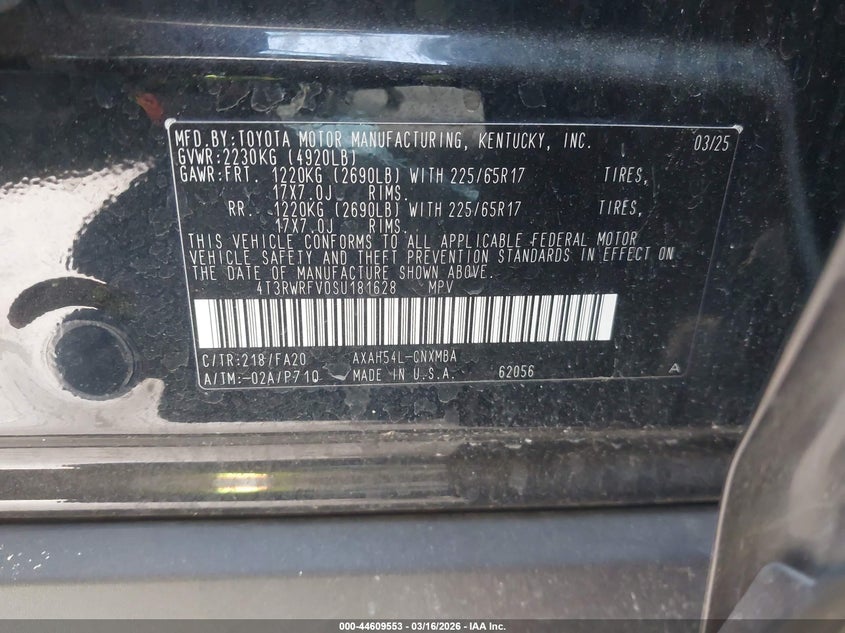 MFD.BY:TOYOTA MOTOR MANUFACTURING, KENTUCKY, INC. 03/25
GVWR:2230KG (4920LB)
GAWR:FRT. 1220KG (2690LB) WITH 225/65R17 TIRES,
17X7.0J RIMS.
RR. 1220KG (2690LB) WITH 225/65R17 TIRES,
17X7.0J RIMS.
THIS VEHICLE CONFORMS TO ALL APPLICABLE FEDERAL MOTOR
VEHICLE SAFETY AND THEFT PREVENTION STANDARDS IN EFFECT ON
THE DATE OF MANUFACTURE SHOWN ABOVE.
4T3RWRFV0SU181628 MPV
C/TR:218/FA20 AXAH54L-CNXMBA
A/TM:-02A/P710 MADE IN U.S.A. 62056 A
000-44609553 - 03/16/2026 - IAA Inc.